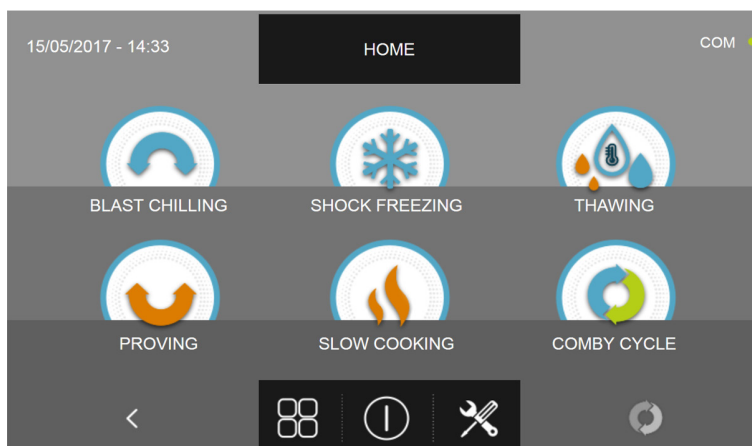 15/05/2017 - 14:33
HOME
COM
BLAST CHILLING
SHOCK FREEZING
THAWING
PROVING
SLOW COOKING
COMBY CYCLE